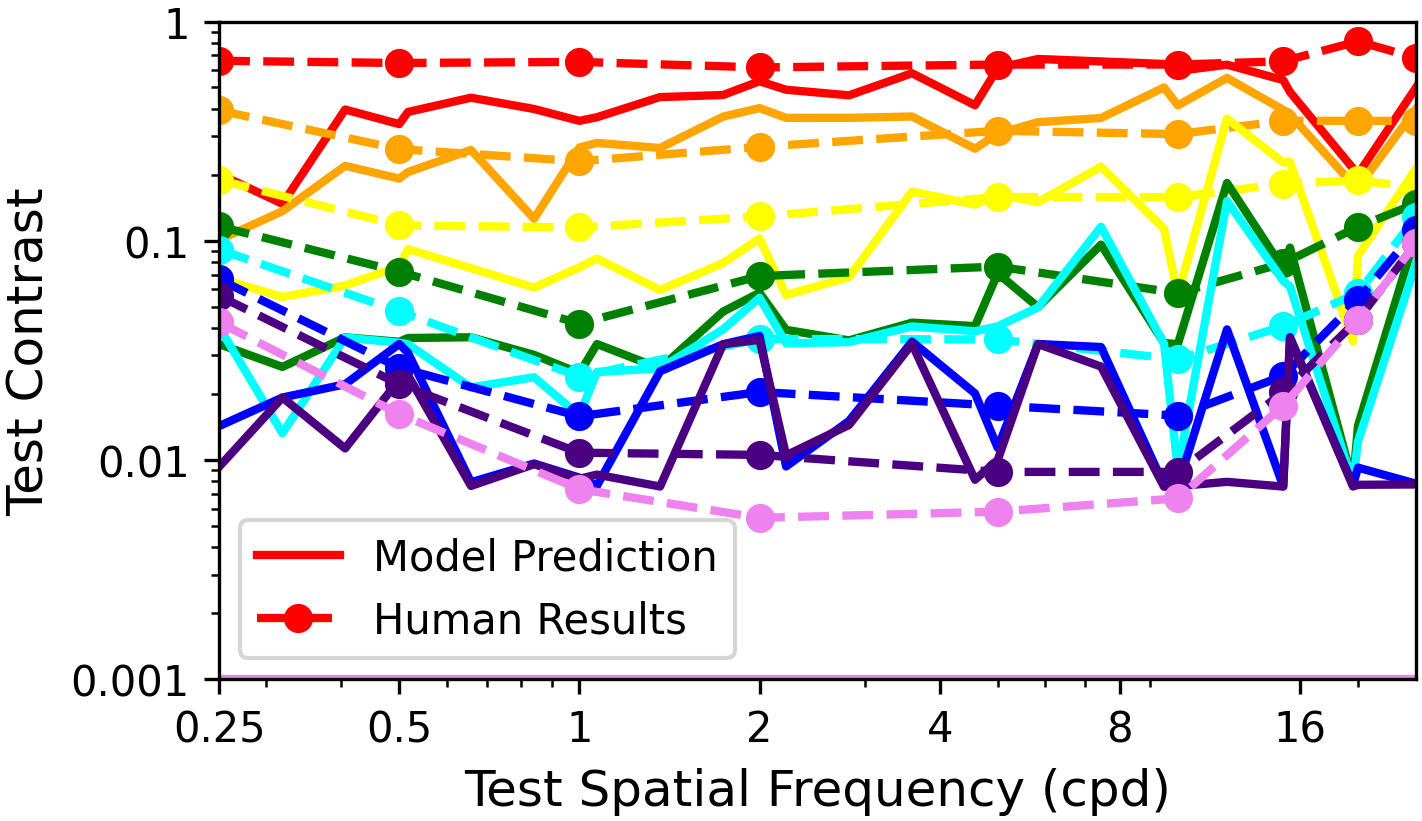 1
0.1
0.01
0.001
Test Contrast
Model Prediction
Human Results
0.25 0.5 1 2 4 8 16
Test Spatial Frequency (cpd)